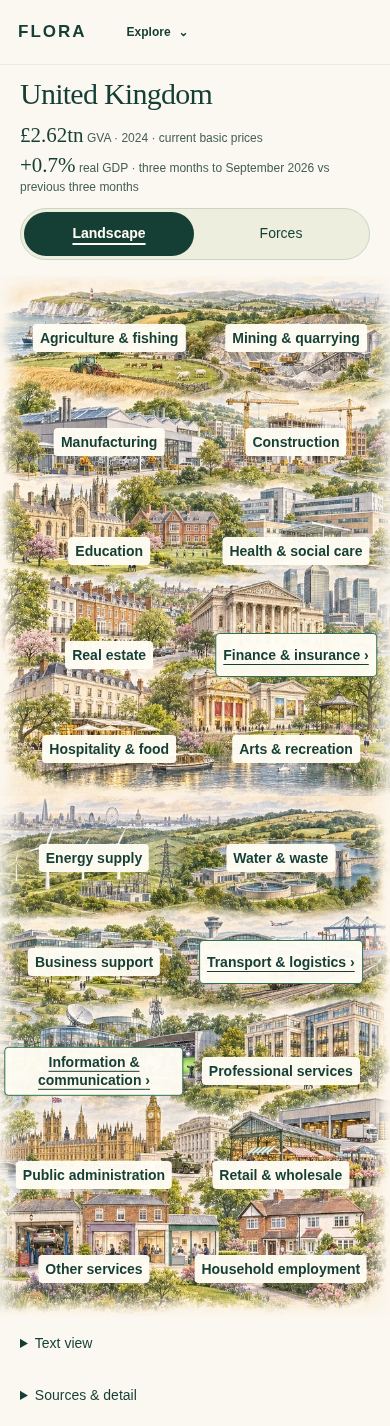 FLORA
Explore
United Kingdom
£2.62tn GVA · 2024 · current basic prices
+0.7% real GDP · three months to September 2026 vs
previous three months
Landscape
Forces
Agriculture & fishing
Mining & quarrying
Manufacturing
Construction
Education
Health & social care
Real estate
Finance & insurance ›
Hospitality & food
Arts & recreation
Energy supply
Water & waste
Business support
Transport & logistics ›
Information &
communication ›
Professional services
Public administration
Retail & wholesale
Other services
Household employment
Text view
Sources & detail